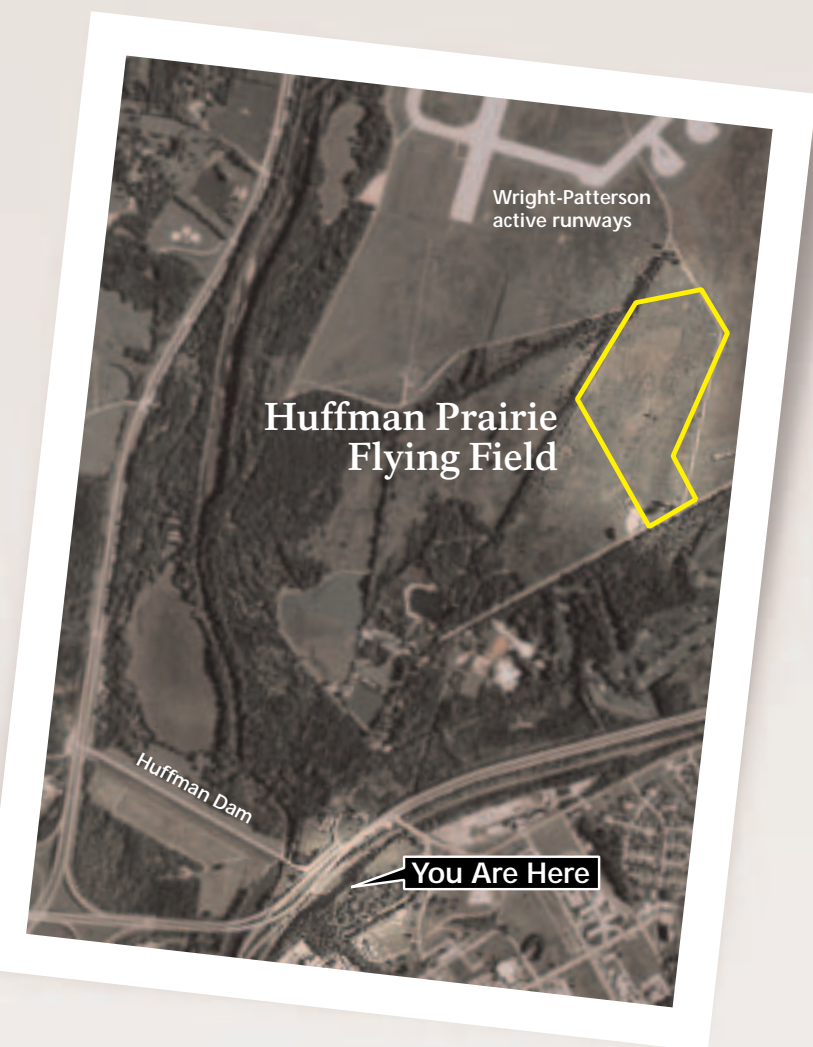 Wright-Patterson
active runways
Huffman Prairie
Flying Field
Huffman Dam
You Are Here